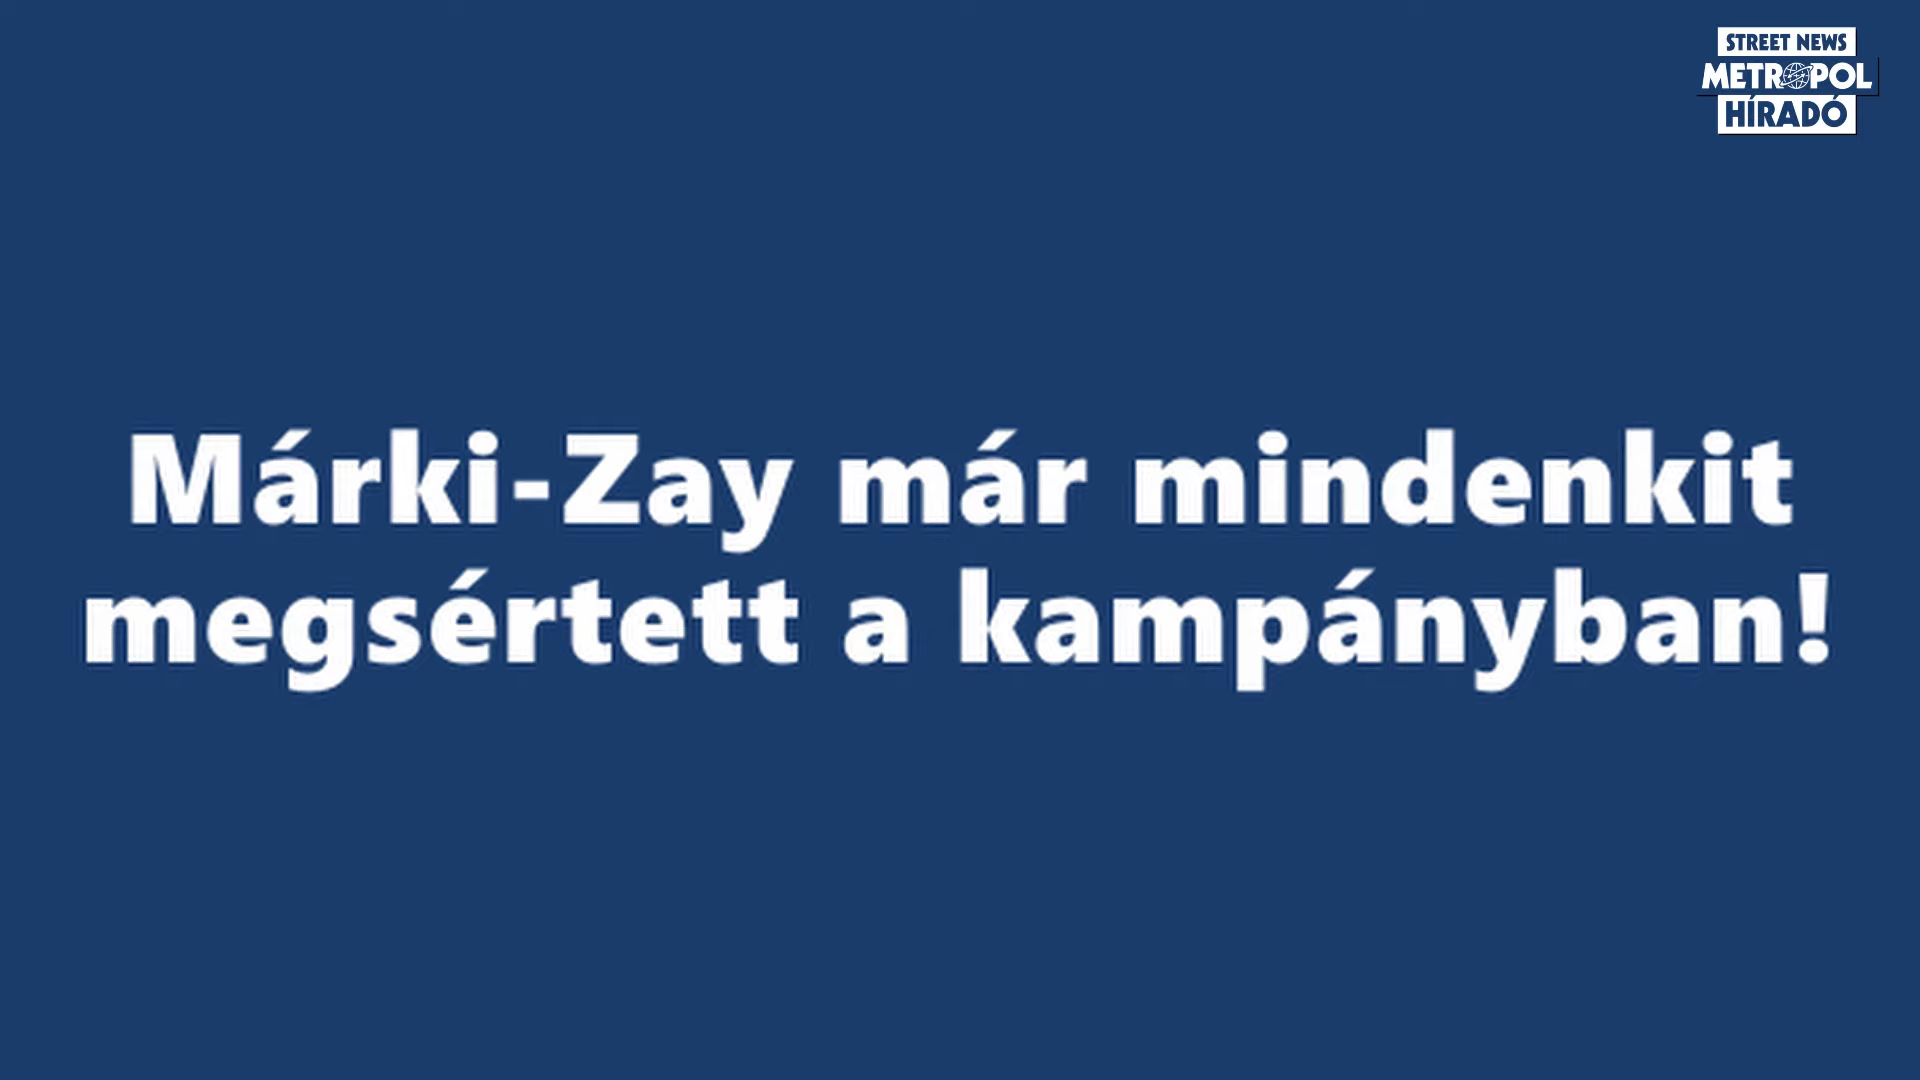 STREET NEWS
METROPOL
HÍRADÓ
Márki-Zay már mindenkit
megsértett a kampányban!